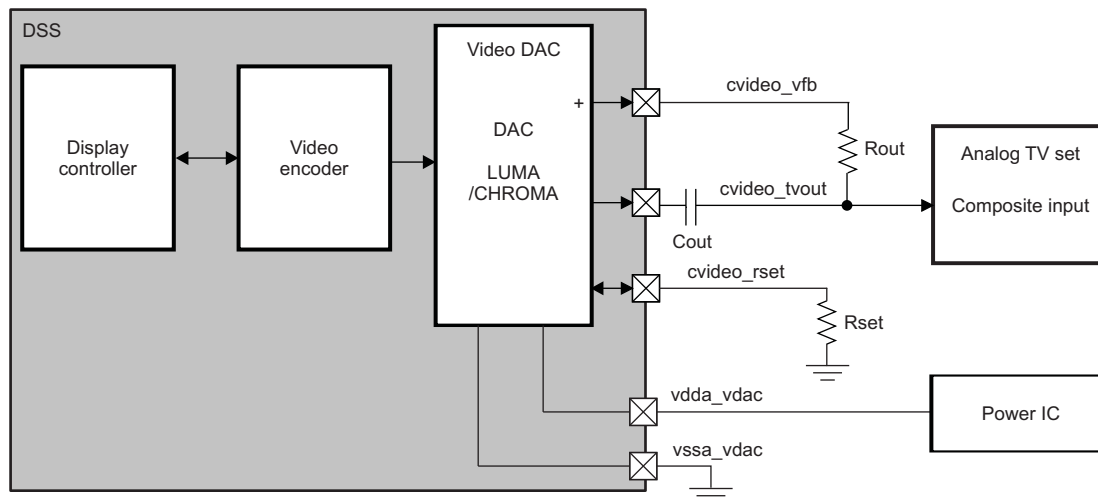 DSS
Display
controller
Video
encoder
Video DAC
+
DAC
LUMA
/CHROMA
cvideo_vfb
Rout
cvideo_tvout
Cout
cvideo_rset
Rset
vdda_vdac
vssa_vdac
Analog TV set
Composite input
Power IC